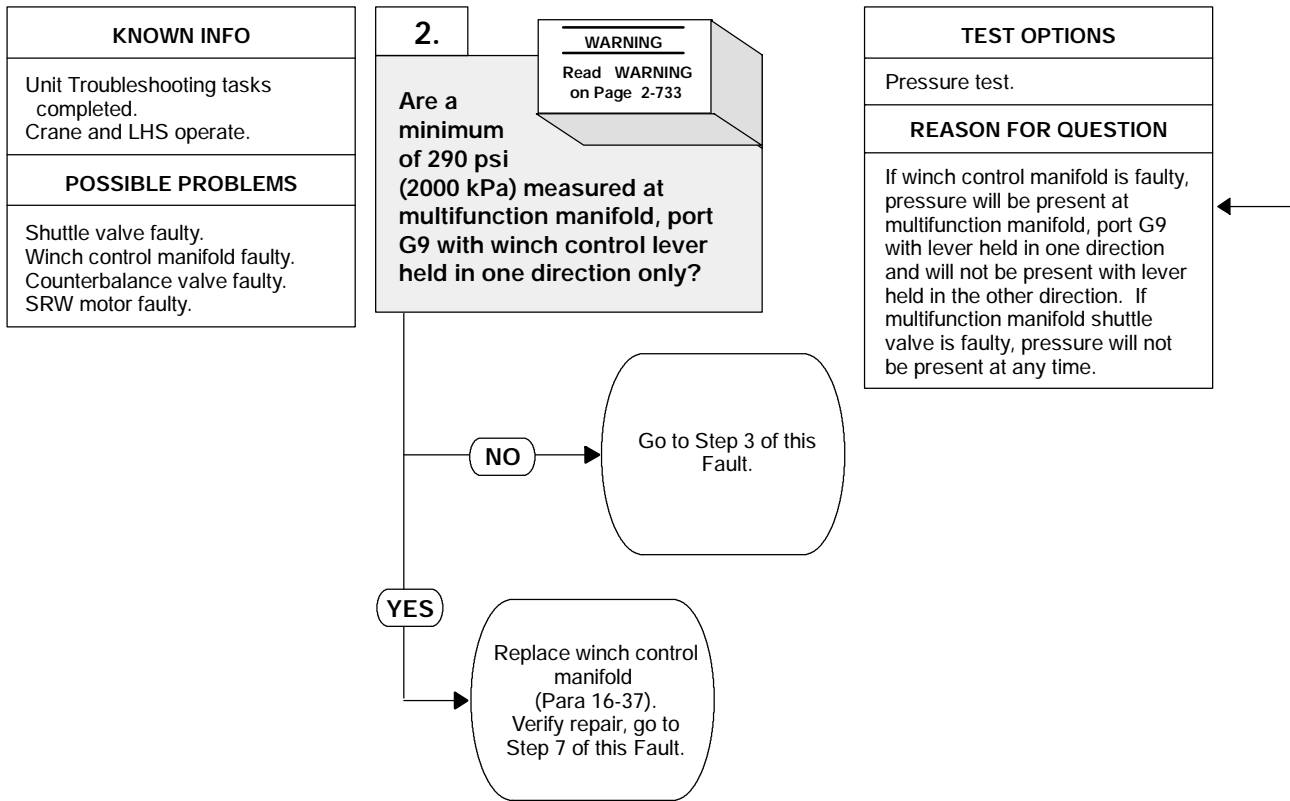 KNOWN INFO
Unit Troubleshooting tasks
completed.
Crane and LHS operate.
POSSIBLE PROBLEMS
Shuttle valve faulty.
Winch control manifold faulty.
Counterbalance valve faulty.
SRW motor faulty.
2.
WARNING
Read WARNING
on Page 2-733
Are a
minimum
of 290 psi
(2000 kPa) measured at
multifunction manifold, port
G9 with winch control lever
held in one direction only?
TEST OPTIONS
Pressure test.
REASON FOR QUESTION
If winch control manifold is faulty,
pressure will be present at
multifunction manifold, port G9
with lever held in one direction
and will not be present with lever
held in the other direction. If
multifunction manifold shuttle
valve is faulty, pressure will not
be present at any time.
NO
Go to Step 3 of this
Fault.
YES
Replace winch control
manifold
(Para 16-37).
Verify repair, go to
Step 7 of this Fault.